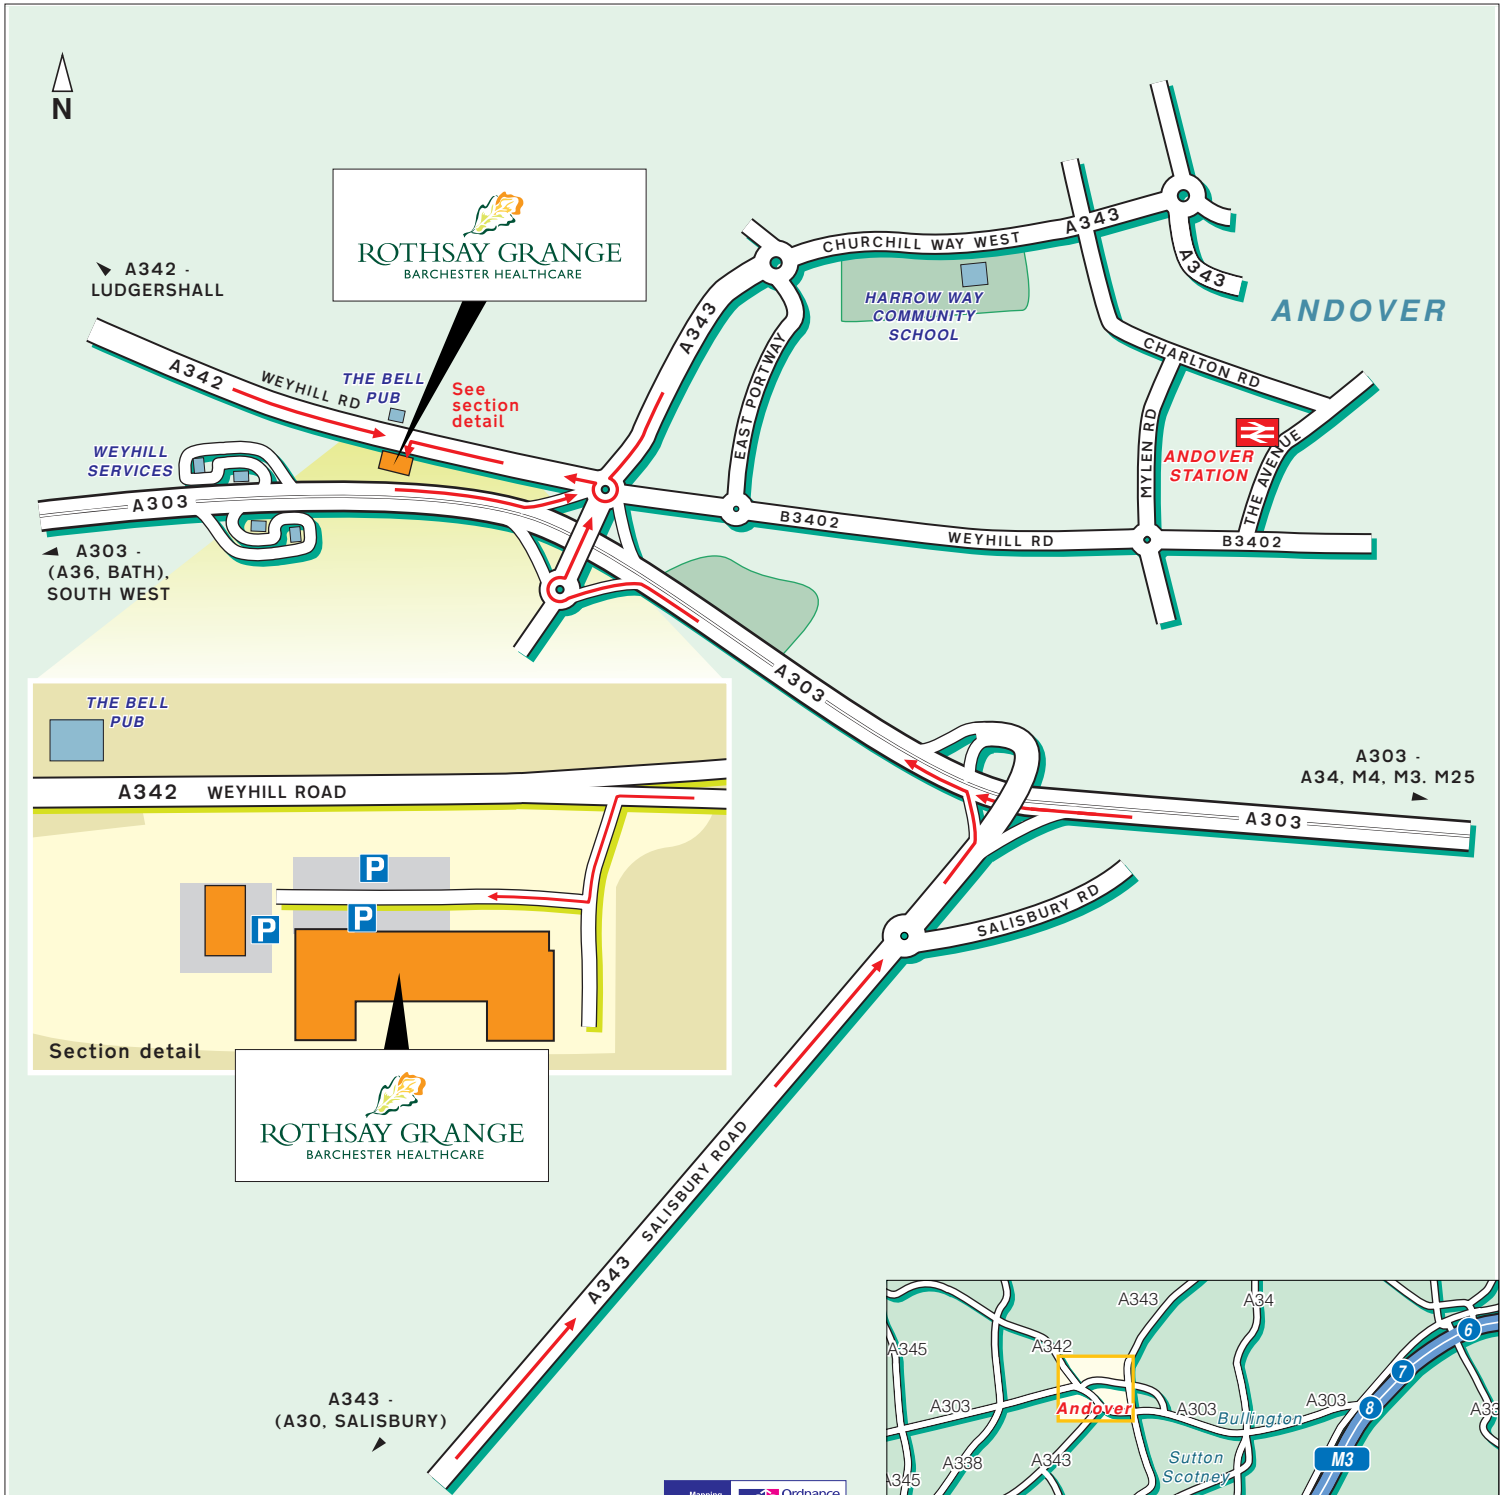 N
ROTHSAY GRANGE
BARCHESTER HEALTHCARE
A342 -
LUDGERSHALL
A342
WEYHILL RD
THE BELL
PUB
See
section
detail
WEYHILL
SERVICES
A303
A303 -
(A36, BATH),
SOUTH WEST
A343
EAST PORTWAY
CHURCHILL WAY WEST
A343
A343
HARROW WAY
COMMUNITY
SCHOOL
ANDOVER
CHARLTON RD
MYLEN RD
ANDOVER
STATION
THE AVENUE
B3402
WEYHILL RD
B3402
A303
A303 -
A34, M4, M3. M25
A303
SALISBURY RD
THE BELL
PUB
A342 WEYHILL ROAD
P
P
P
Section detail
ROTHSAY GRANGE
BARCHESTER HEALTHCARE
SALISBURY ROAD
A343
A343 -
(A30, SALISBURY)
A343
A34
A345
A342
6
7
8
A303
Andover
A303
Bullington
A303
A33
A338
A343
Sutton
Scotney
M3
A345
Mapping
Ordnance